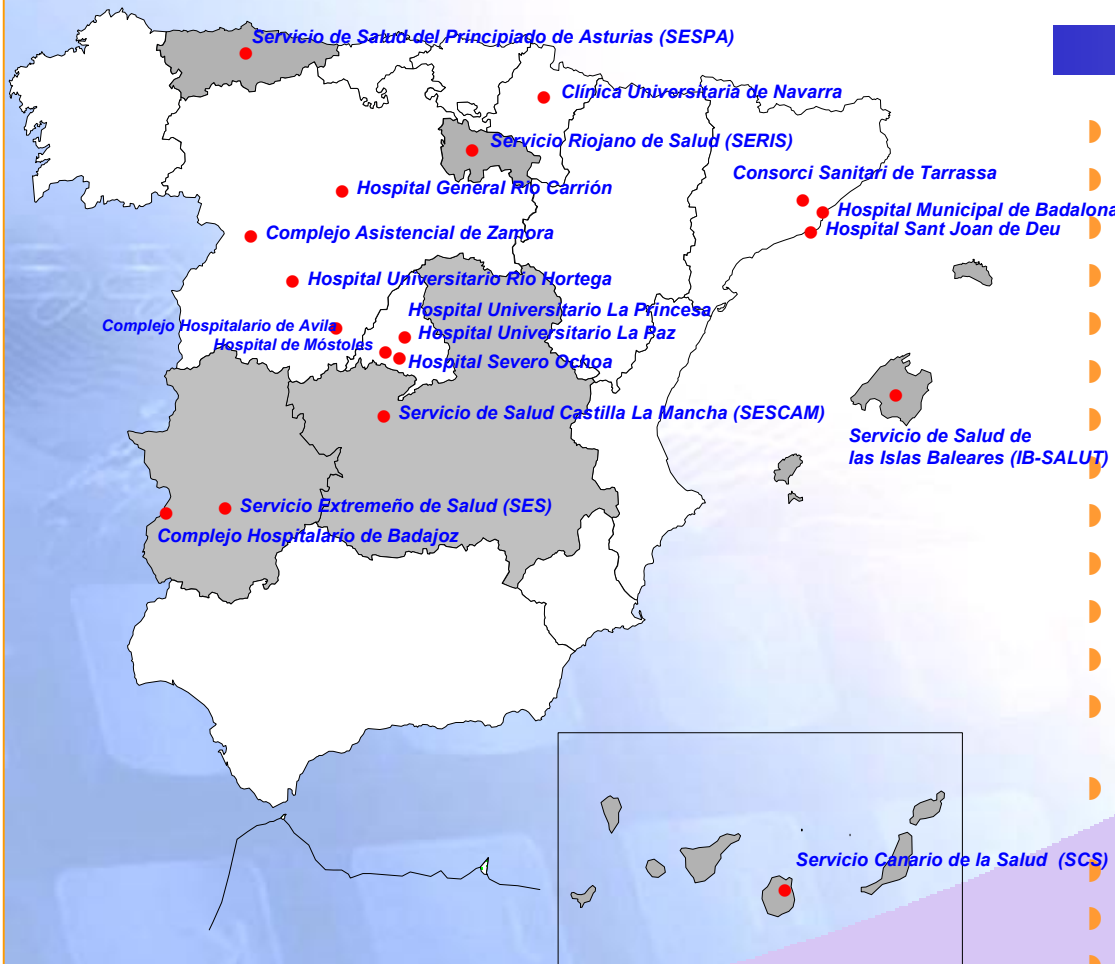 Servicio de Salud del Principiado de Asturias (SESPA)
Clínica Universitaria de Navarra
Servicio Riojano de Salud (SERIS)
Consorci Sanitari de Tarrassa
Hospital General Río Carrión
Hospital Municipal de Badalona
Hospital Sant Joan de Deu
Complejo Asistencial de Zamora
Hospital Universitario Río Hortega
Hospital Universitario La Princesa
Complejo Hospitalario de Avila
Hospital Universitario La Paz
Hospital de Móstoles
Hospital Severo Ochoa
Servicio de Salud Castilla La Mancha (SESCAM)
Servicio de Salud de
las Islas Baleares (IB-SALUT)
Servicio Extremeño de Salud (SES)
Complejo Hospitalario de Badajoz
Servicio Canario de la Salud (SCS)